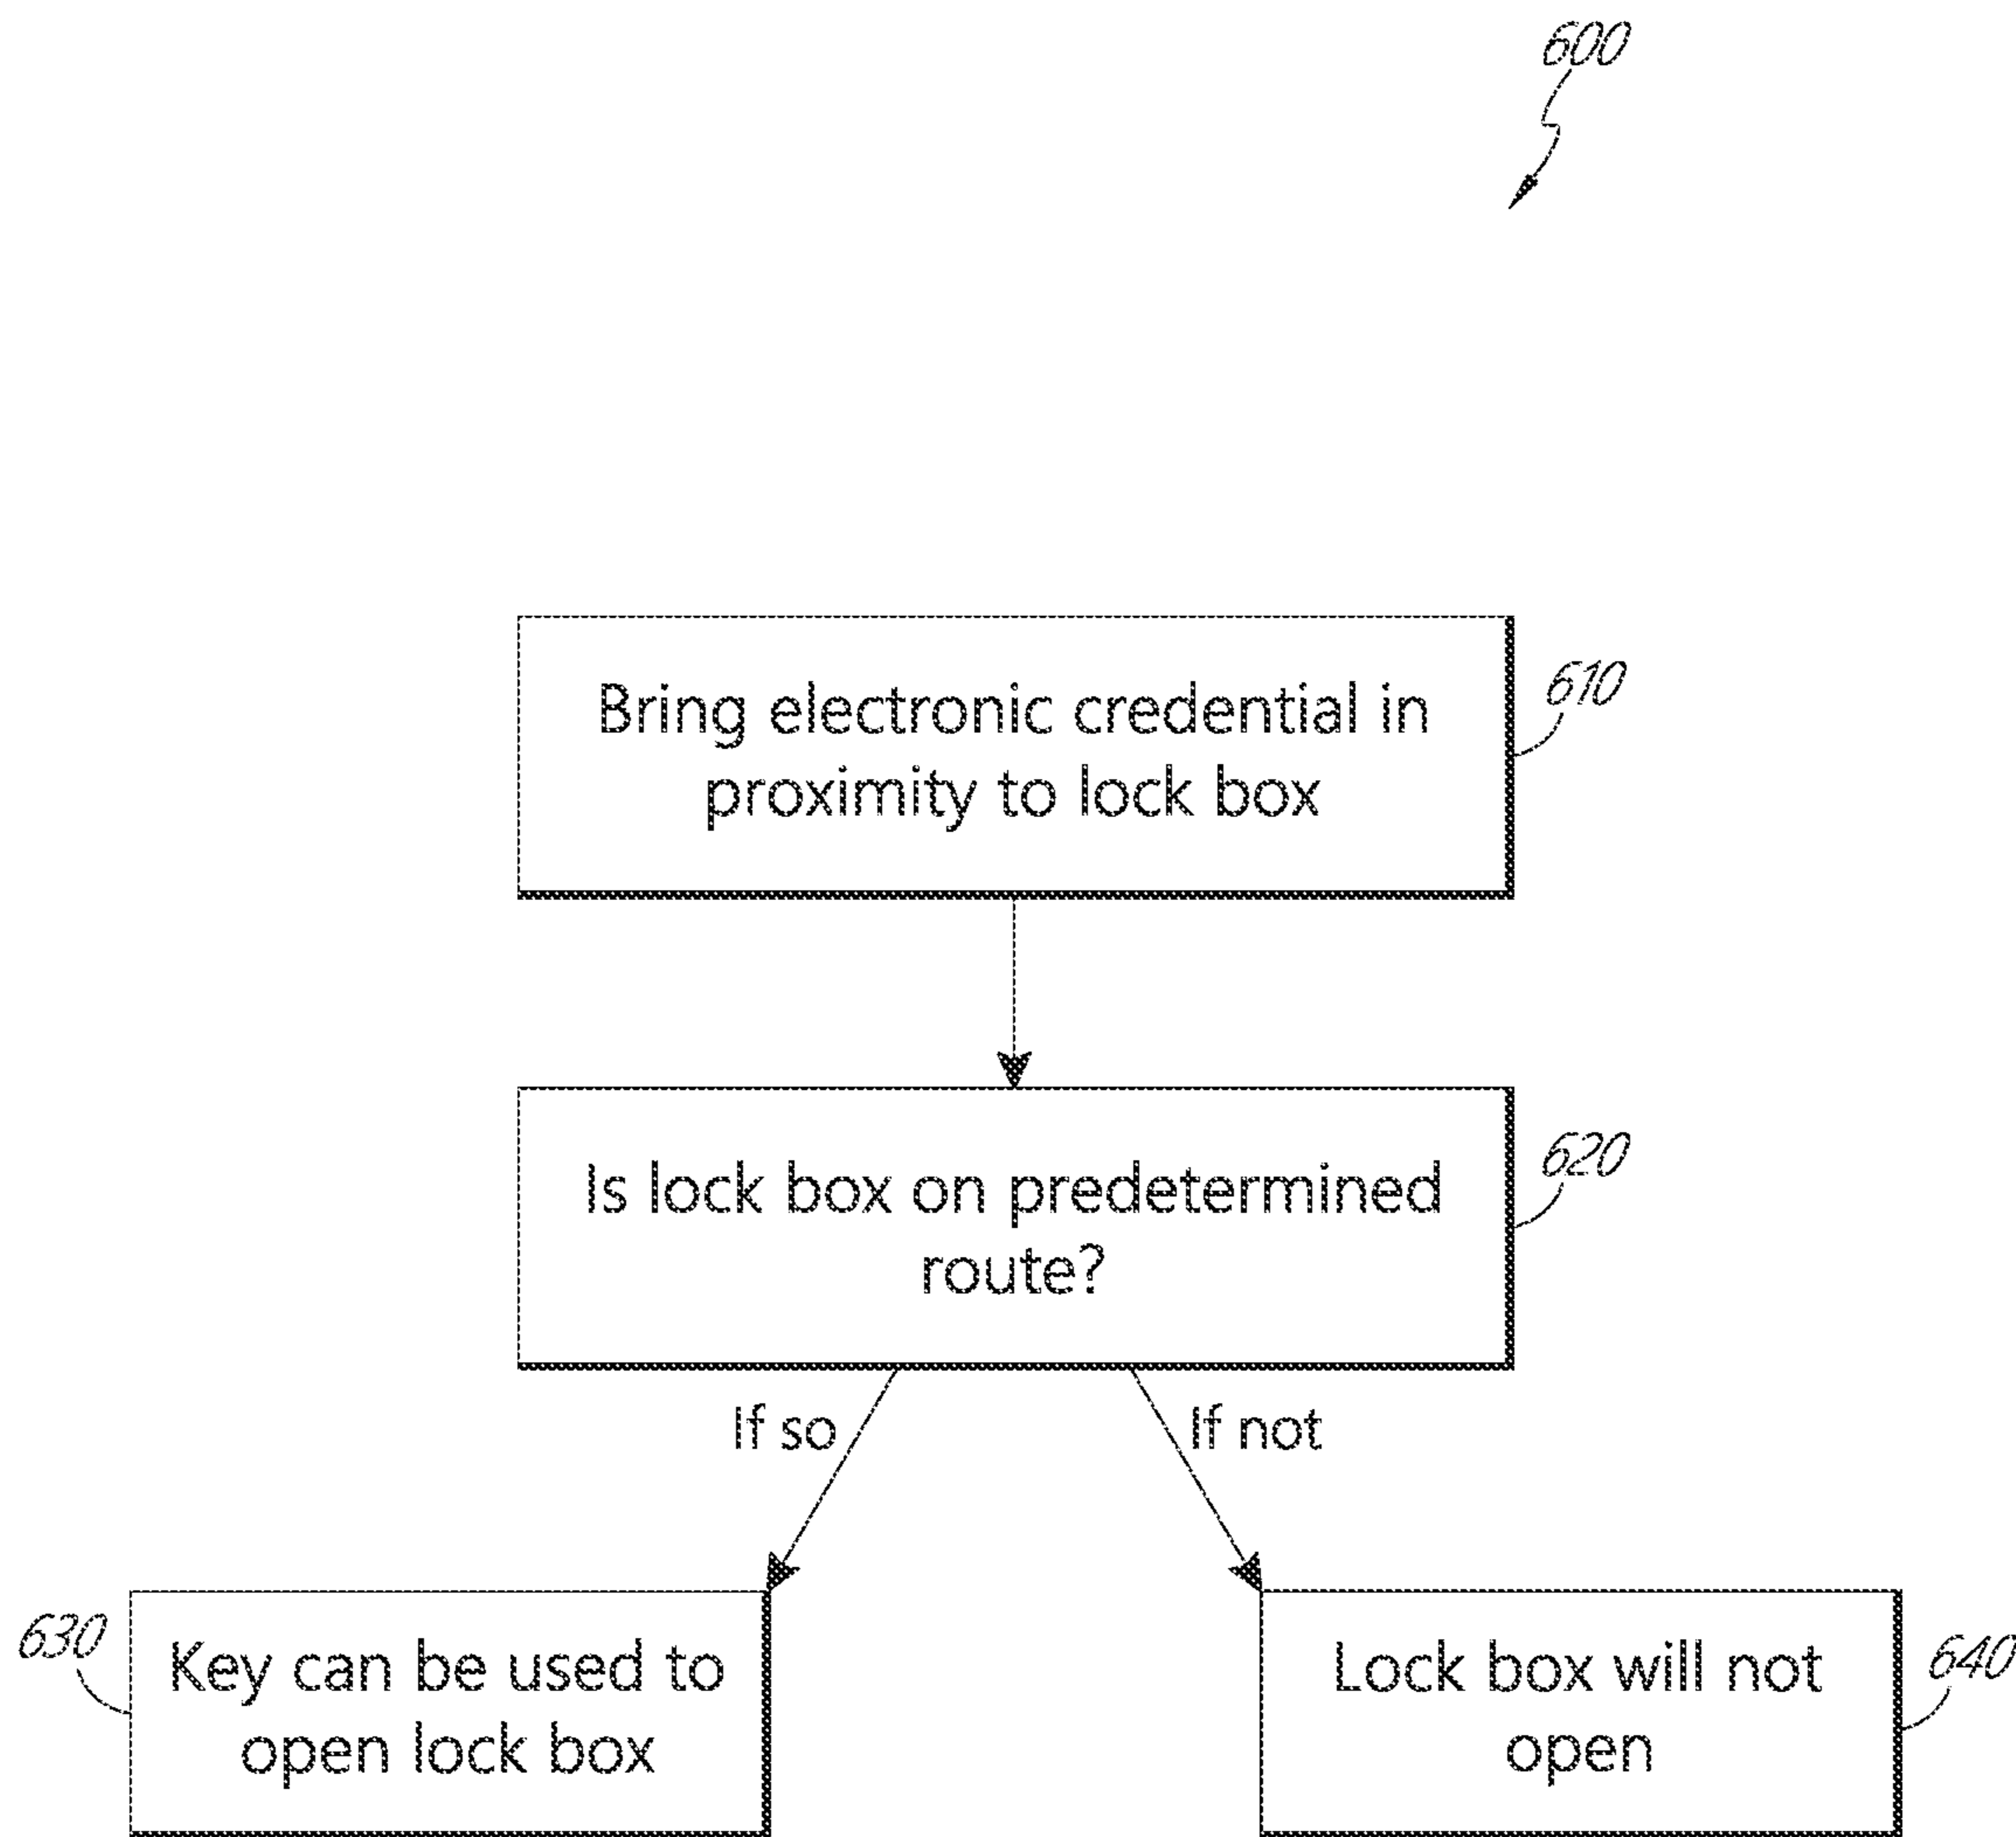 600
Bring electronic credential in
proximity to lock box
610
Is lock box on predetermined
route?
620
If so
If not
630
Key can be used to
open lock box
Lock box will not
open
640